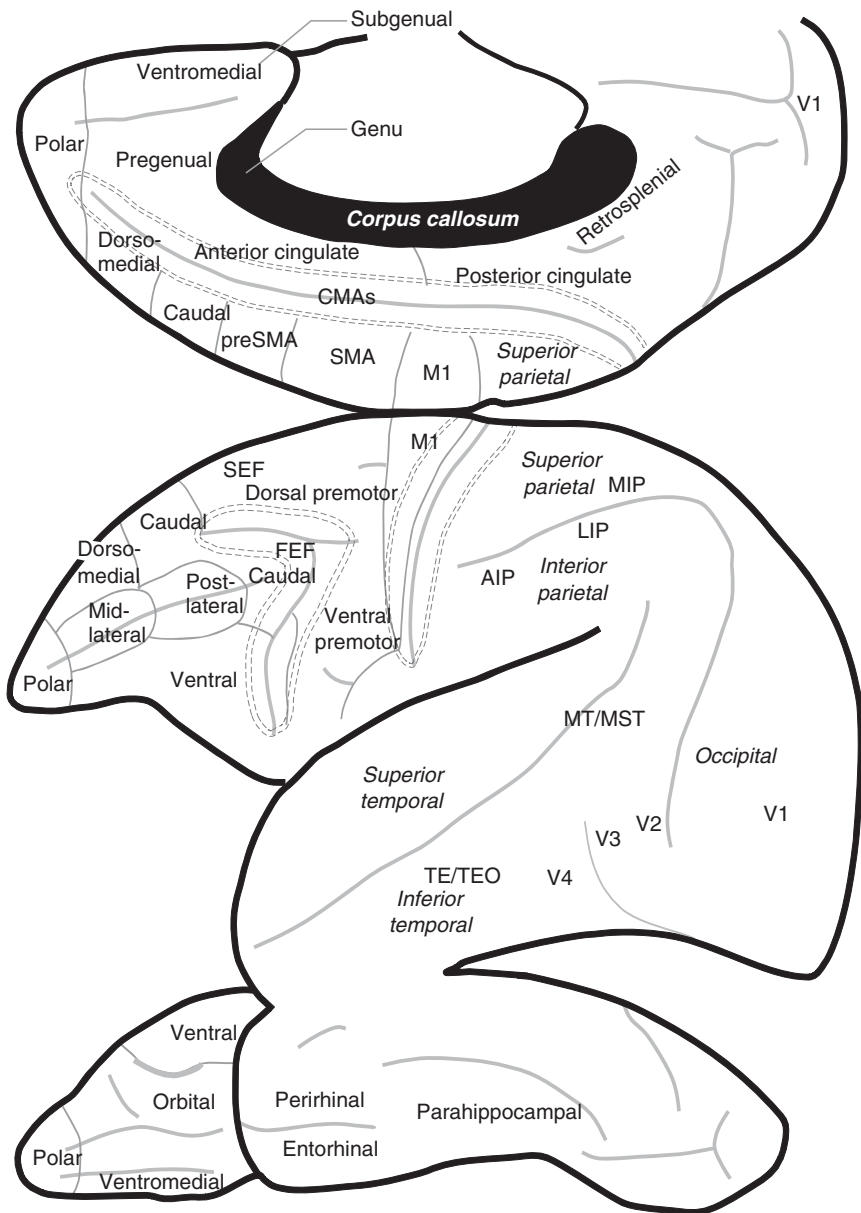 Subgenual
Ventromedial
V1
Genu
Polar
Pregenual
Retrosplenial
Corpus callosum
Dorso-
medial
Anterior cingulate
Posterior cingulate
CMAs
Caudal
preSMA
SMA
M1
Superior
parietal
M1
SEF
Dorsal premotor
Superior
parietal
MIP
Caudal
LIP
Dorso-
medial
FEF
Caudal
Post-
lateral
AIP
Interior
parietal
Mid-
lateral
Ventral
premotor
Polar
Ventral
MT/MST
Occipital
Superior
temporal
V1
V2
V3
TE/TEO
V4
Inferior
temporal
Ventral
Orbital
Perirhinal
Parahippocampal
Entorhinal
Polar
Ventromedial